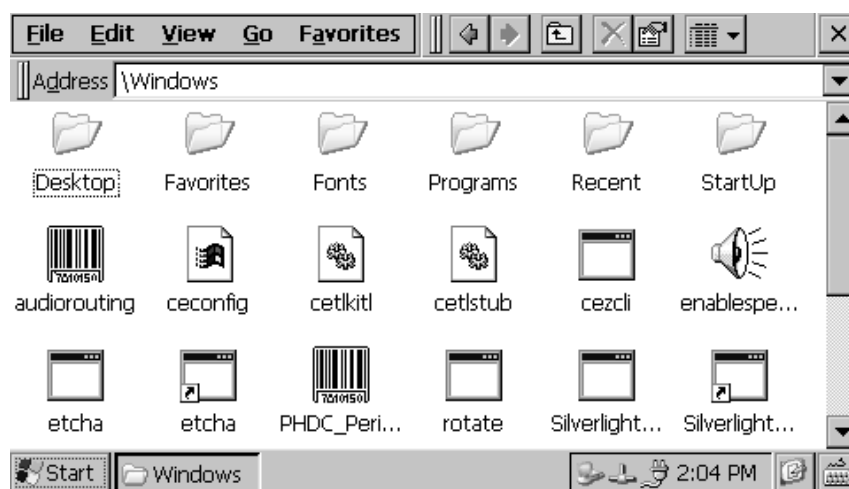 File Edit View Go Favorites
Address \Windows
Desktop Favorites Fonts Programs Recent StartUp
audiorouting ceconfig cetlkitl cetlstub cezcli enablespe...
etcha etcha PHDC_Peri... rotate Silverlight... Silverlight...
Start Windows 2:04 PM